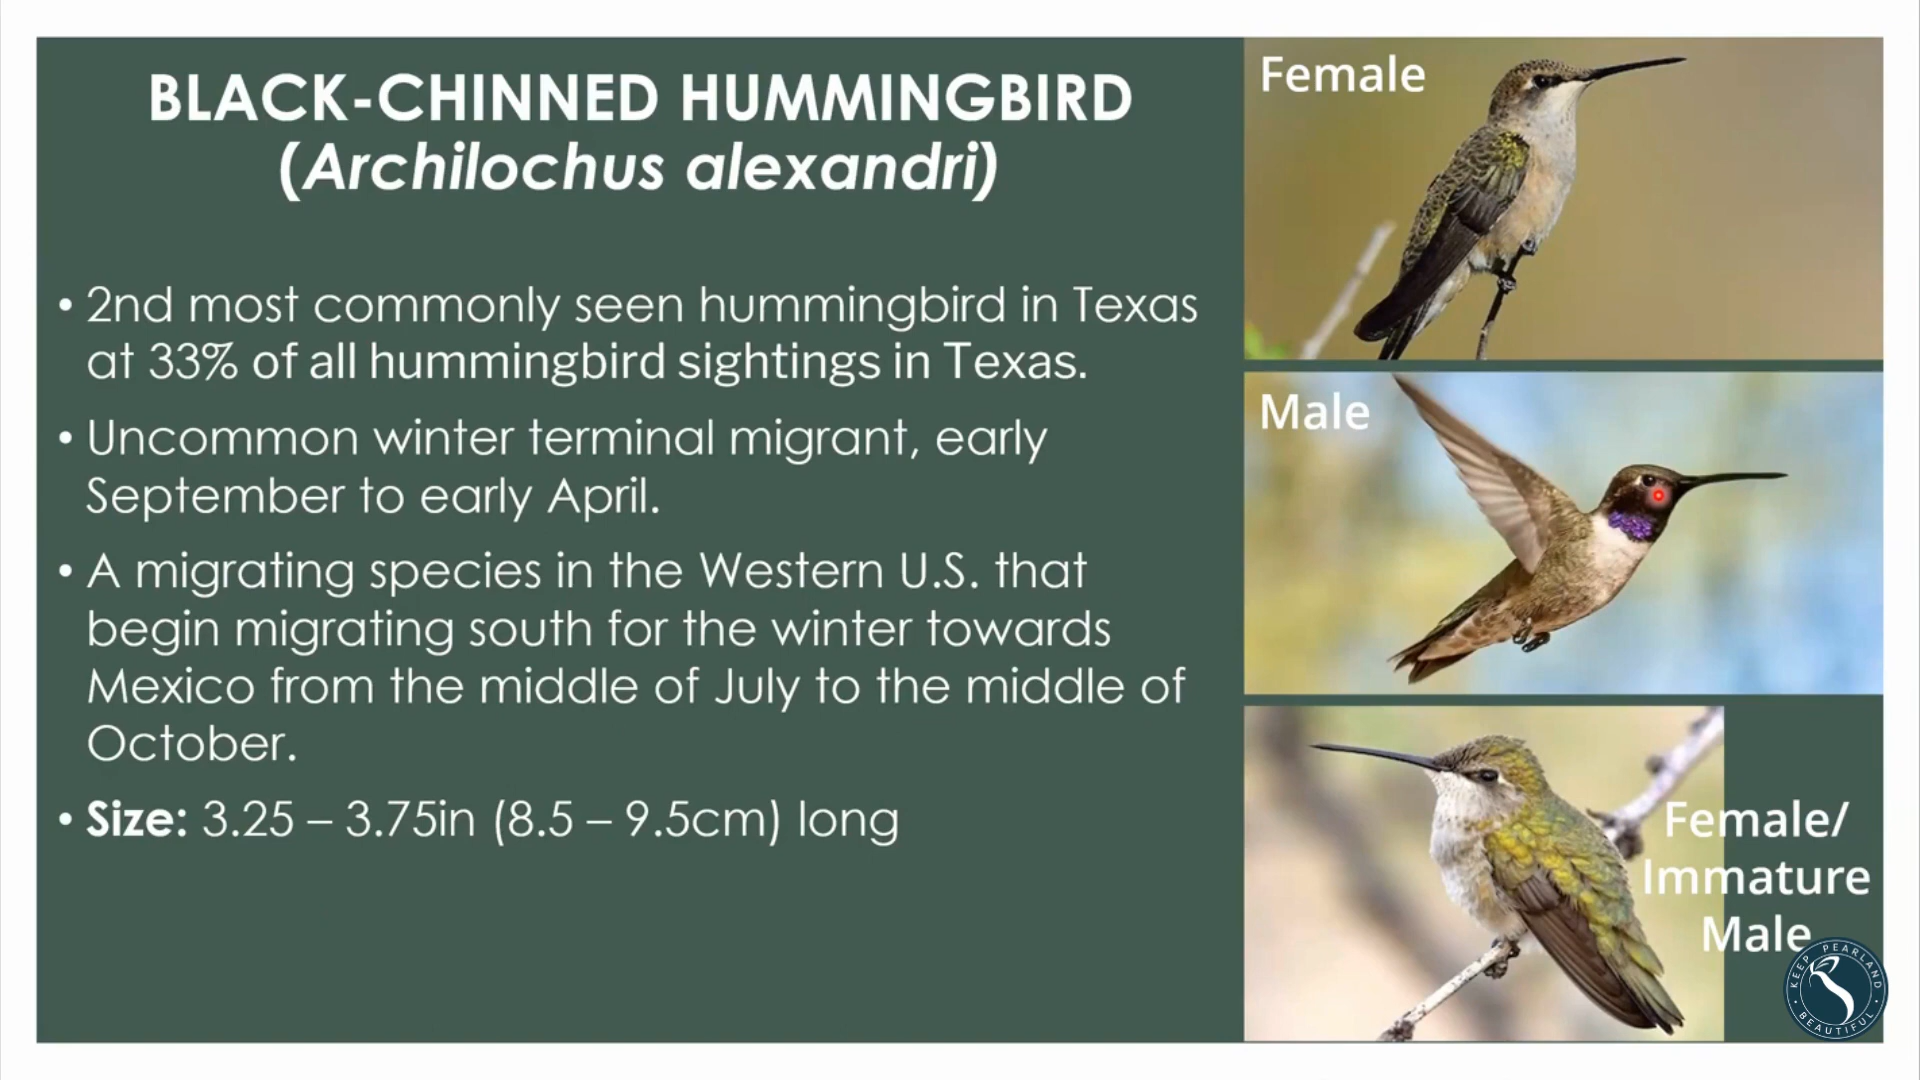 BLACK-CHINNED HUMMINGBIRD
(Archilochus alexandri)
• 2nd most commonly seen hummingbird in Texas
at 33% of all hummingbird sightings in Texas.
• Uncommon winter terminal migrant, early
September to early April.
• A migrating species in the Western U.S. that
begin migrating south for the winter towards
Mexico from the middle of July to the middle of
October.
• Size: 3.25 – 3.75in (8.5 – 9.5cm) long
Female
Male
Female/
Immature
Male
KEEP PEARLAND
BEAUTIFUL